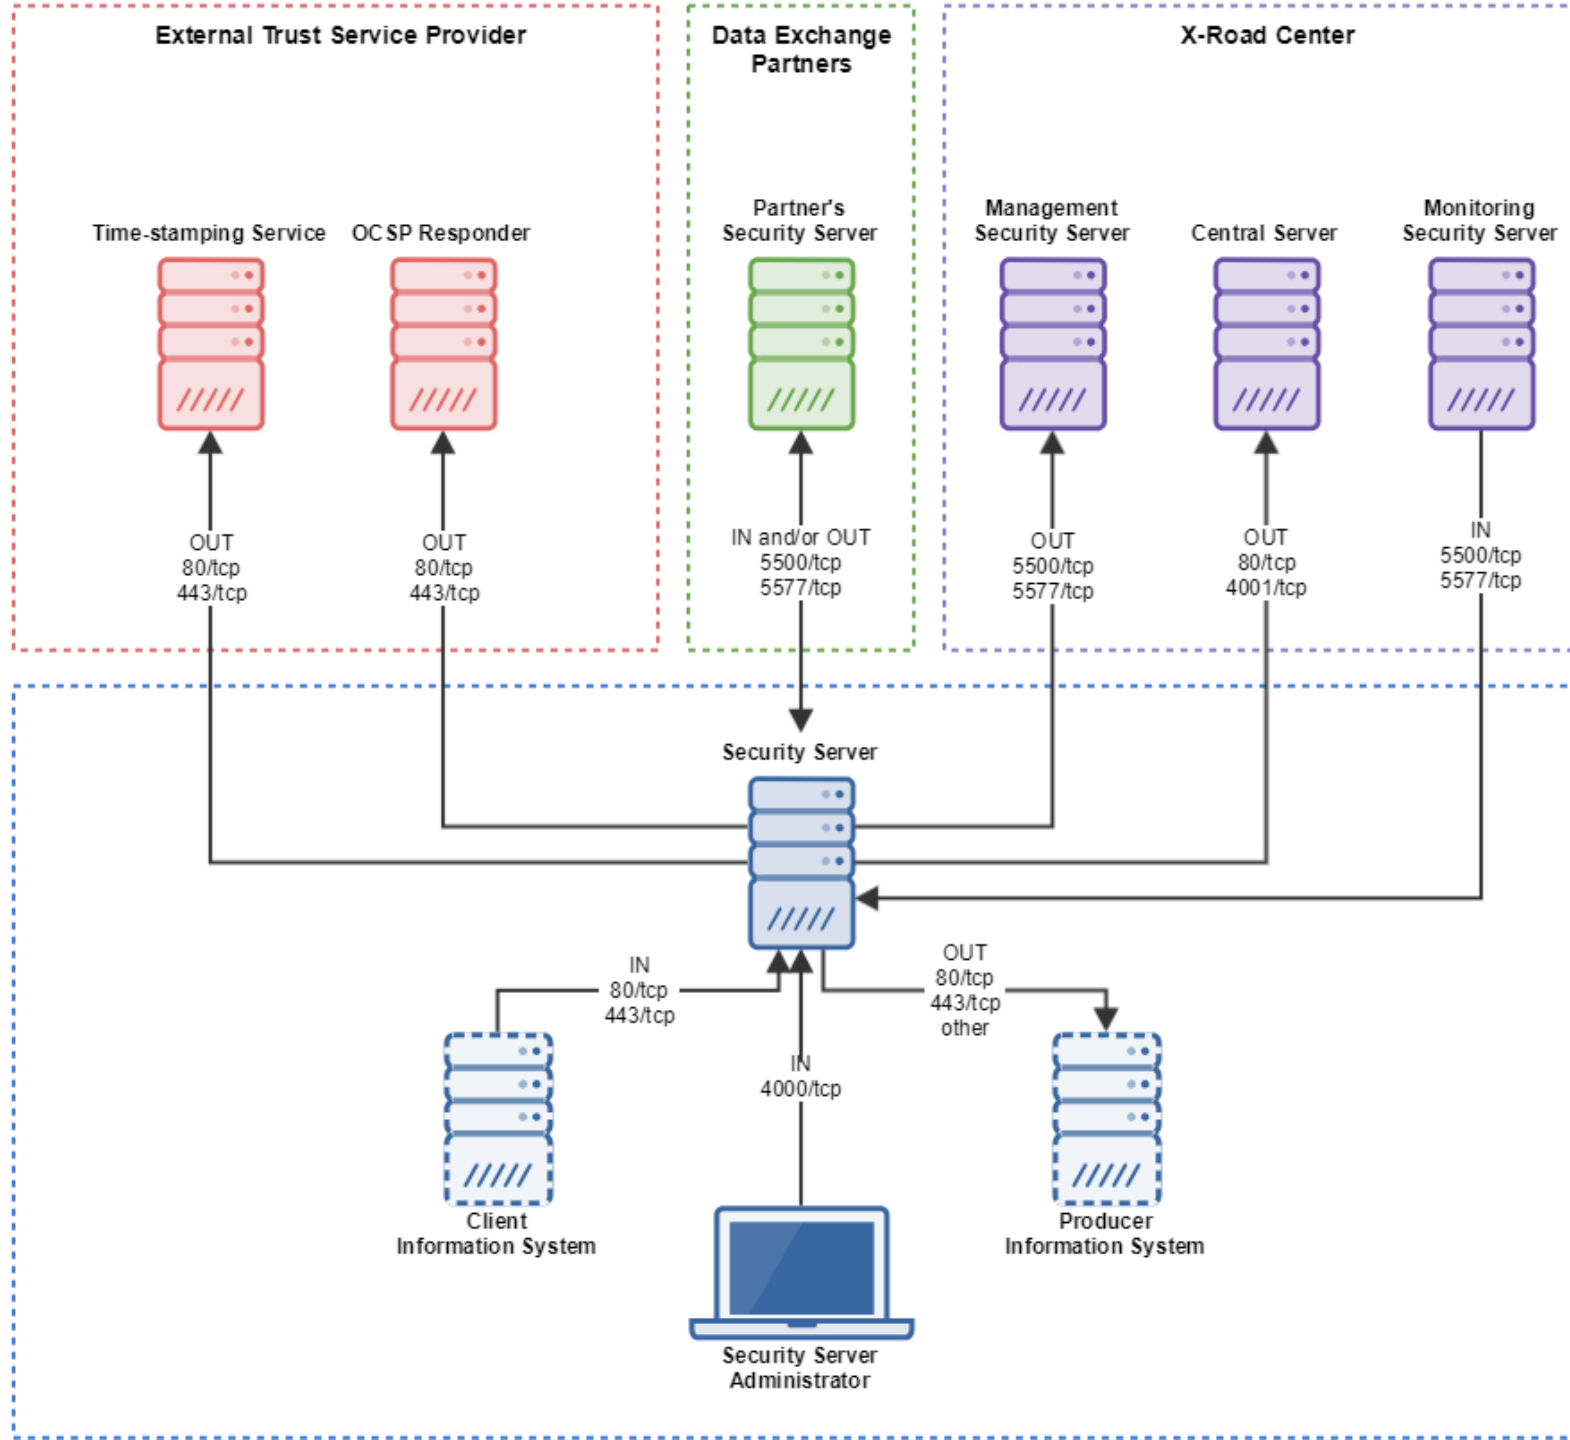 External Trust Service Provider
Data Exchange
Partners
X-Road Center
Time-stamping Service
OCSP Responder
Partner's
Security Server
Management
Security Server
Central Server
Monitoring
Security Server
OUT
80/tcp
443/tcp
OUT
80/tcp
443/tcp
IN and/or OUT
5500/tcp
5577/tcp
OUT
5500/tcp
5577/tcp
OUT
80/tcp
4001/tcp
IN
5500/tcp
5577/tcp
Security Server
IN
80/tcp
443/tcp
OUT
80/tcp
443/tcp
other
IN
4000/tcp
Client
Information System
Producer
Information System
Security Server
Administrator